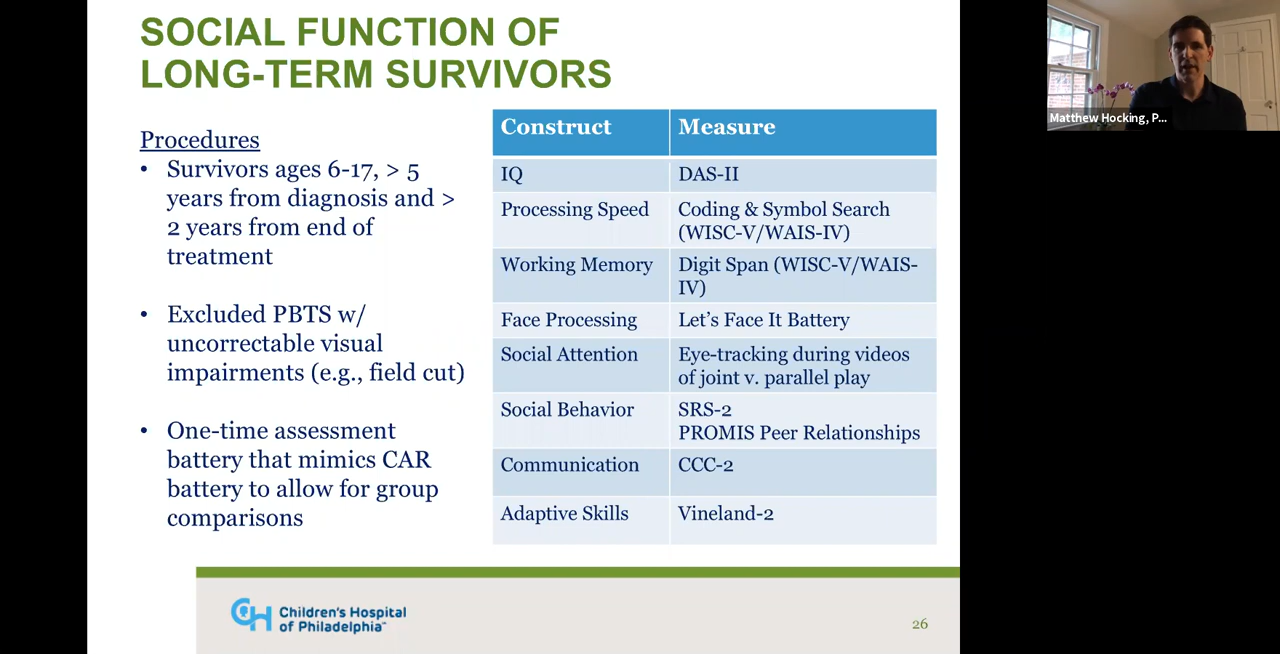 SOCIAL FUNCTION OF
LONG-TERM SURVIVORS
Procedures
• Survivors ages 6-17, > 5
years from diagnosis and >
2 years from end of
treatment
• Excluded PBTS w/
uncorrectable visual
impairments (e.g., field cut)
• One-time assessment
battery that mimics CAR
battery to allow for group
comparisons
Construct Measure
IQ DAS-II
Processing Speed Coding & Symbol Search
(WISC-V/WAIS-IV)
Working Memory Digit Span (WISC-V/WAIS-
IV)
Face Processing Let's Face It Battery
Social Attention Eye-tracking during videos
of joint v. parallel play
Social Behavior SRS-2
PROMIS Peer Relationships
Communication CCC-2
Adaptive Skills Vineland-2
CH Children's Hospital
of Philadelphia™
26
Matthew Hocking, P...